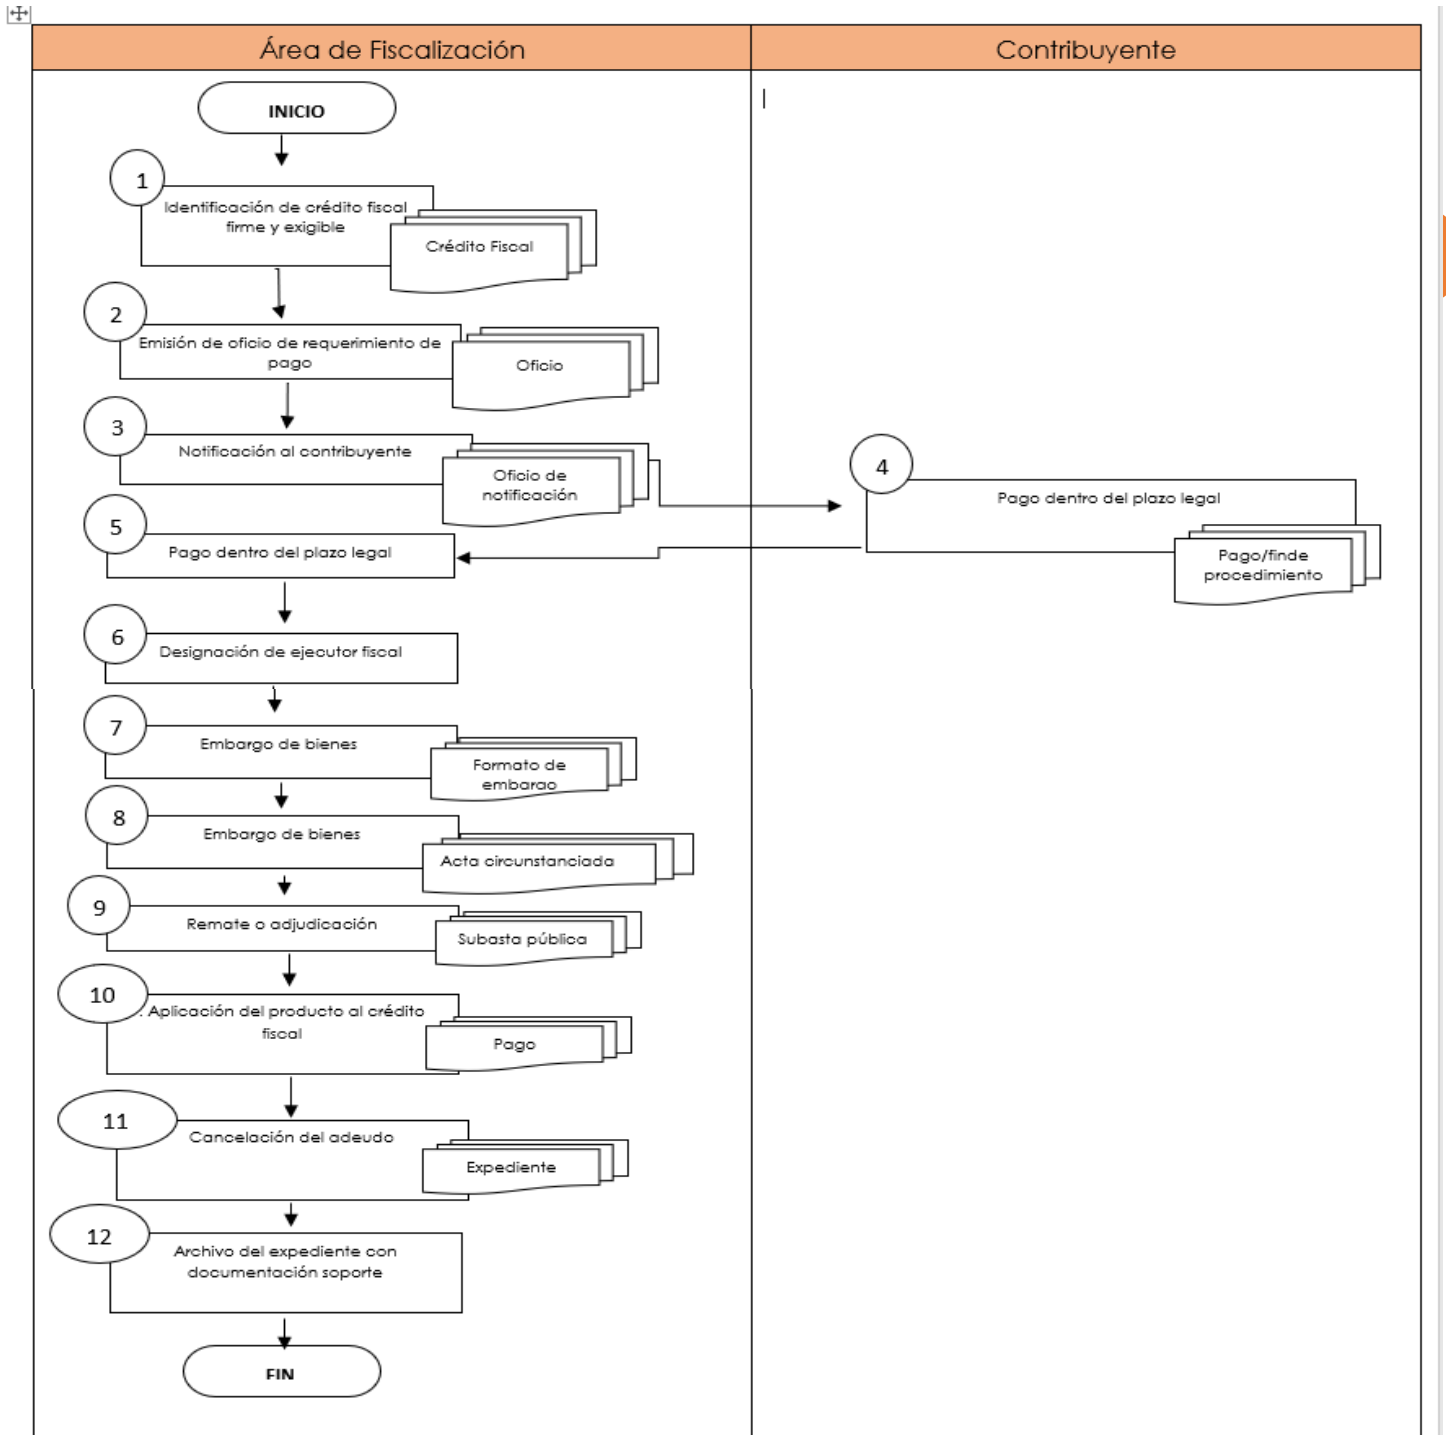 Área de Fiscalización
Contribuyente
INICIO
1
Identificación de crédito fiscal
firme y exigible
Crédito Fiscal
2
Emisión de oficio de requerimiento de
pago
Oficio
3
Notificación al contribuyente
Oficio de
notificación
4
Pago dentro del plazo legal
Pago/finde
procedimiento
5
Pago dentro del plazo legal
6
Designación de ejecutor fiscal
7
Embargo de bienes
Formato de
embargo
8
Embargo de bienes
Acta circunstanciada
9
Remate o adjudicación
Subasta pública
10
. Aplicación del producto al crédito
fiscal
Pago
11
Cancelación del adeudo
Expediente
12
Archivo del expediente con
documentación soporte
FIN